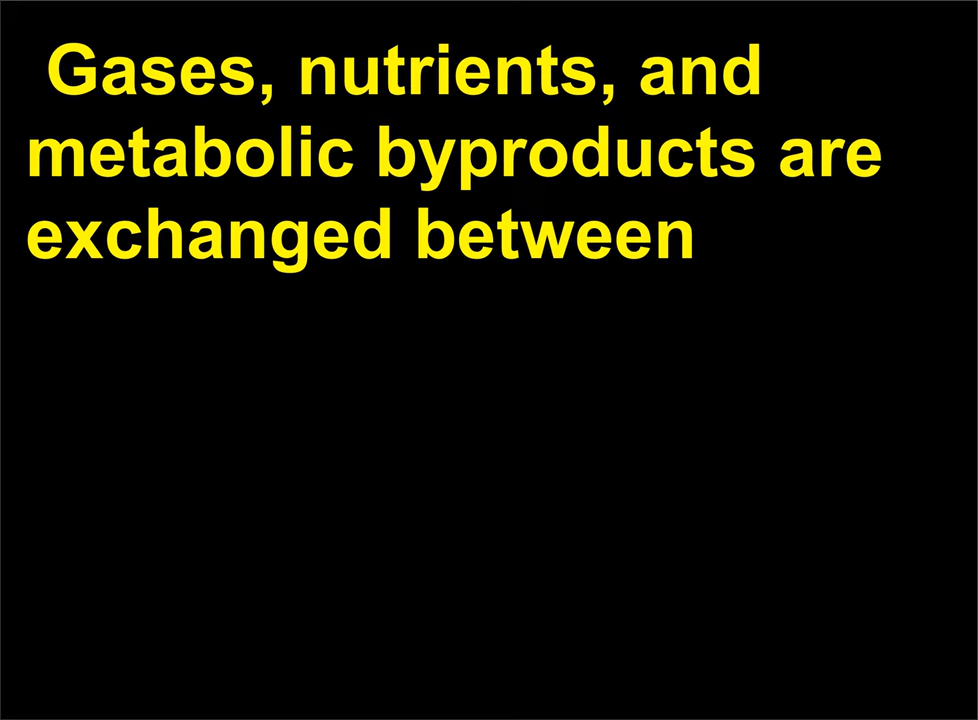 Gases, nutrients, and
metabolic byproducts are
exchanged between